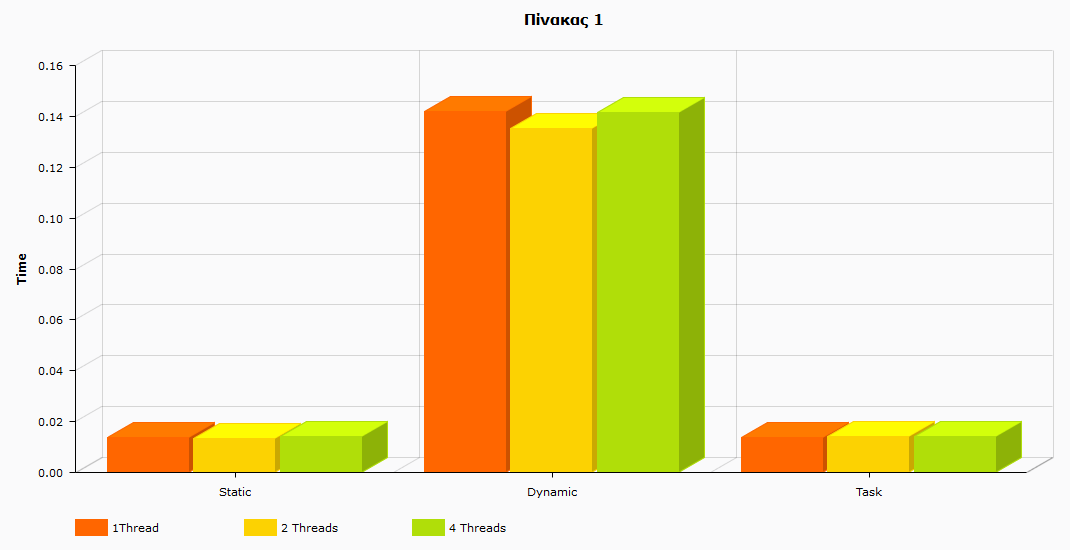 Πίνακας 1
0.16
0.14
0.12
0.10
0.08
0.06
0.04
0.02
0.00
Time
Static Dynamic Task
1Thread 2 Threads 4 Threads